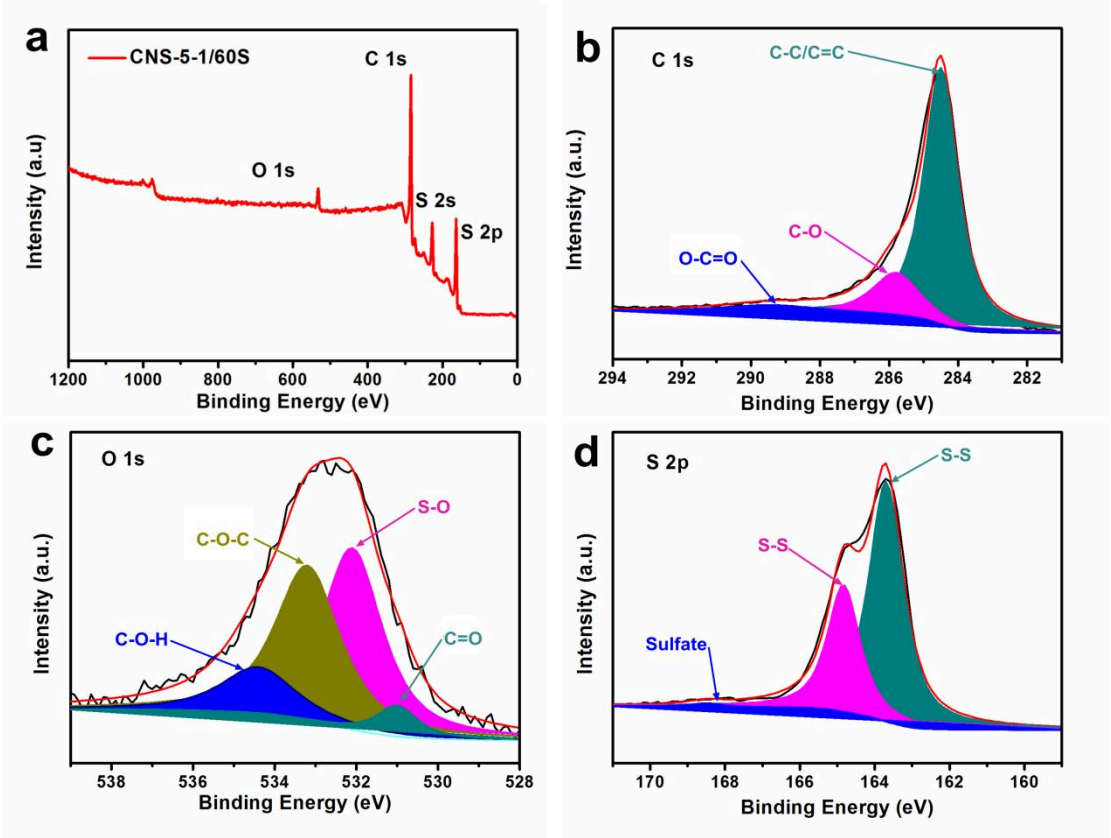 a
CNS-5-1/60S
C 1s
O 1s
S 2s
S 2p
Intensity (a.u)
1200 1000 800 600 400 200 0
Binding Energy (eV)
b
C 1s
C-C/C=C
C-O
O-C=O
Intensity (a.u.)
294 292 290 288 286 284 282
Binding Energy (eV)
c
O 1s
S-O
C-O-C
C-O-H
C=O
Intensity (a.u.)
538 536 534 532 530 528
Binding Energy (eV)
d
S 2p
S-S
S-S
Sulfate
Intensity (a.u.)
170 168 165 164 162 160
Binding Energy (eV)